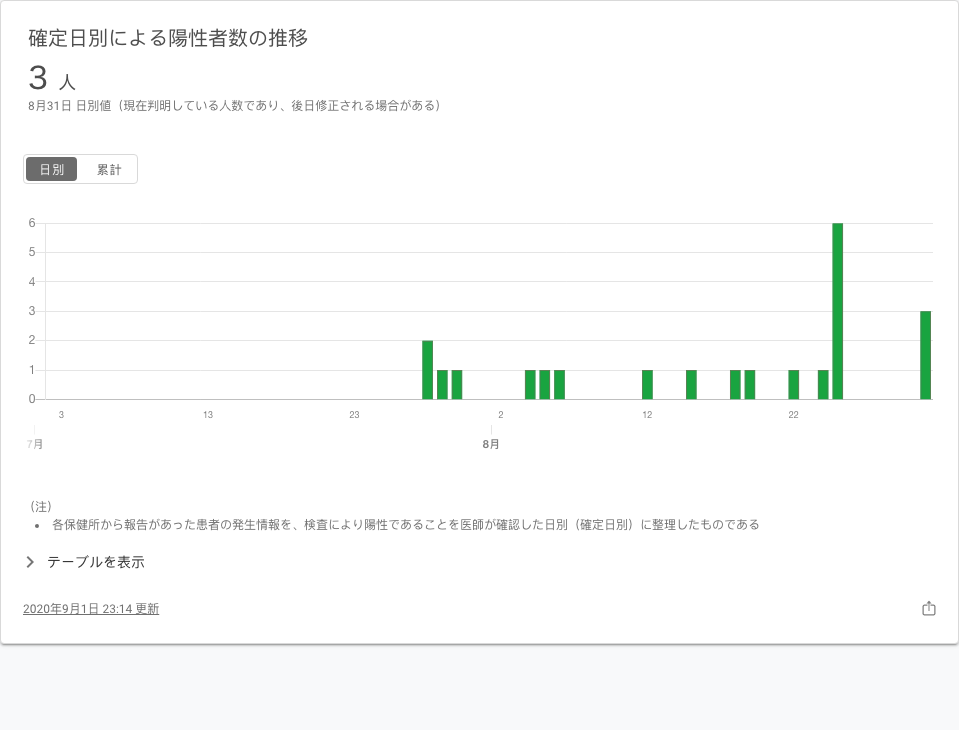 確定日別による陽性者数の推移
3 人
8月31日 日別値（現在判明している人数であり、後日修正される場合がある）
日別 累計
6
5
4
3
2
1
0
3 13 23 2 12 22
7月 8月
（注）
• 各保健所から報告があった患者の発生情報を、検査により陽性であることを医師が確認した日別（確定日別）に整理したものである
テーブルを表示
2020年9月1日 23:14 更新